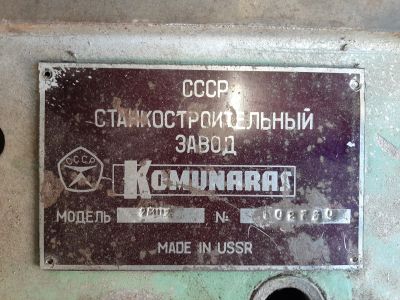 СССР
СТАНКОСТРОИТЕЛЬНЫЙ
ЗАВОД
СССР KOMUNARAS
МОДЕЛЬ №
MADE IN USSR